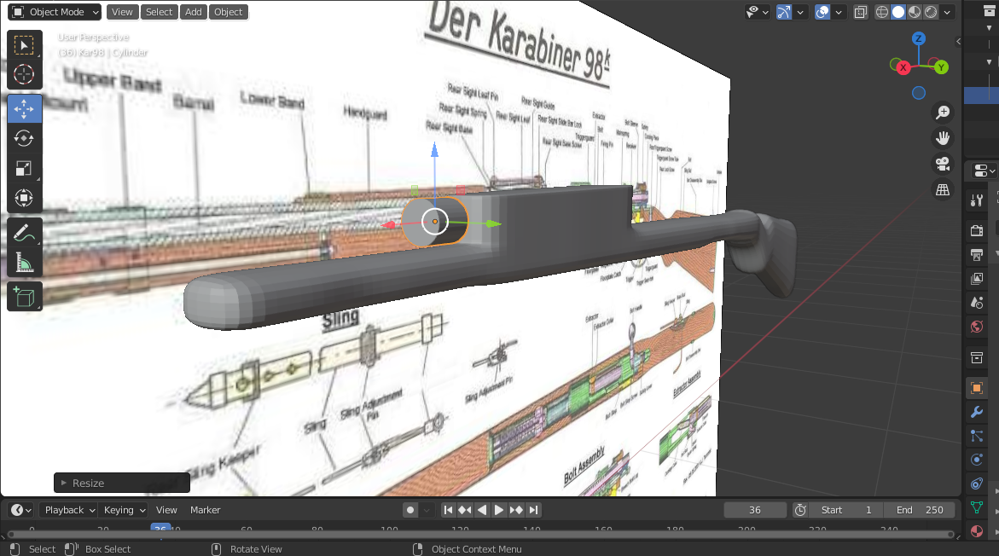 Object Mode
View
Select
Add
Object
User Perspective
(36) Kar98 | Cylinder
Der Karabiner 98k
Upper Band
Barrel
Lower Band
Handguard
Rear Sight Leaf Pin
Rear Sight Spring
Rear Sight Base
Rear Sight Guide
Rear Sight Leaf
Rear Sight Slide Bar Lock
Rear Sight Base Screw
Extractor
Bolt
Firing Pin
Z
X
Y
Sling
Sling
Sling Adjustment
Pin
Sling Adjustment Pin
Sling Keeper
Extractor
Extractor Collar
Bolt Assembly
Extractor Assembly
Resize
Playback
Keying
View
Marker
36
Start
1
End
250
0
20
36
40
60
80
100
120
140
160
180
200
220
240
Select
Box Select
Rotate View
Object Context Menu